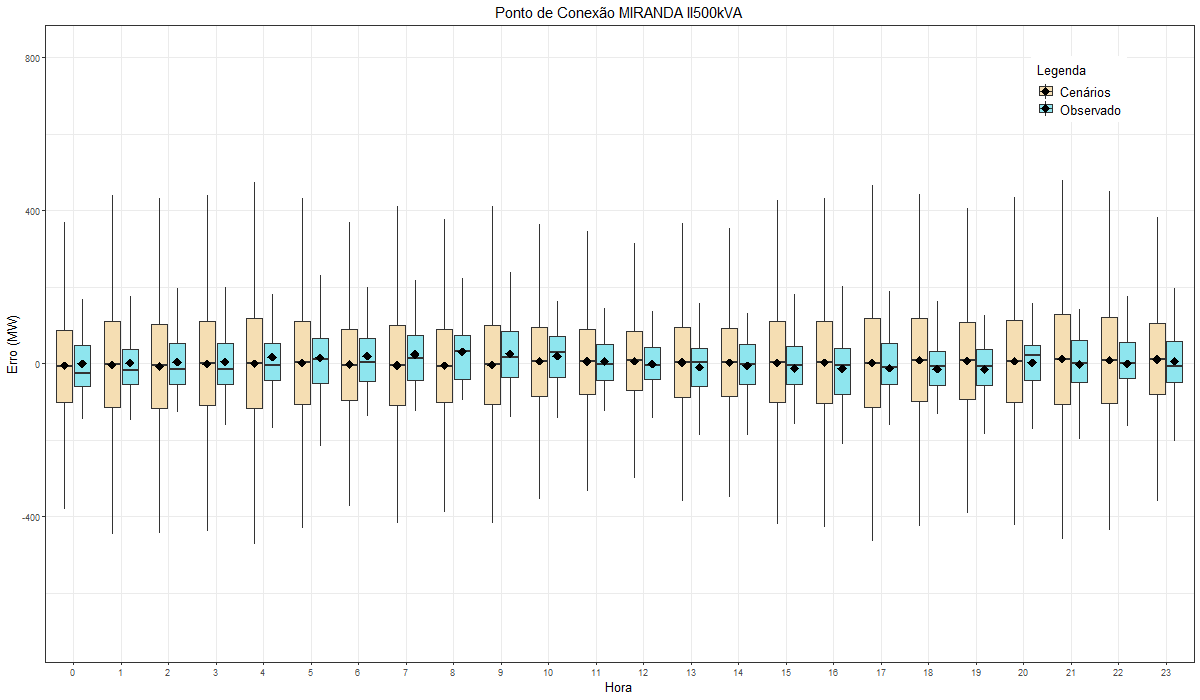 Ponto de Conexão MIRANDA II500kVA
Legenda
Cenários
Observado
Erro (MW)
800
400
0
-400
0 1 2 3 4 5 6 7 8 9 10 11 12 13 14 15 16 17 18 19 20 21 22 23
Hora